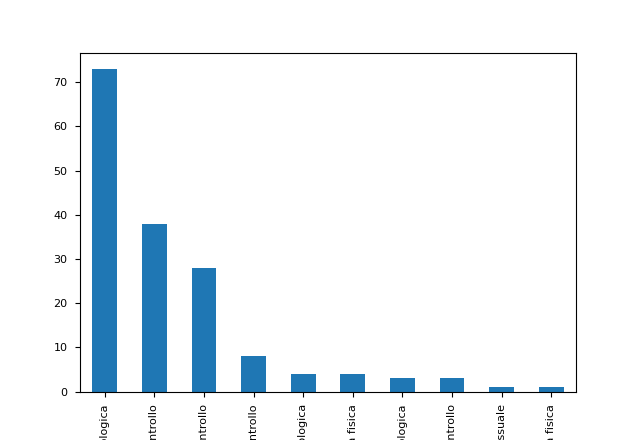 70
60
50
40
30
20
10
0
ologica
ntrollo
ntrollo
ntrollo
ologica
a fisica
ologica
ntrollo
ssuale
a fisica